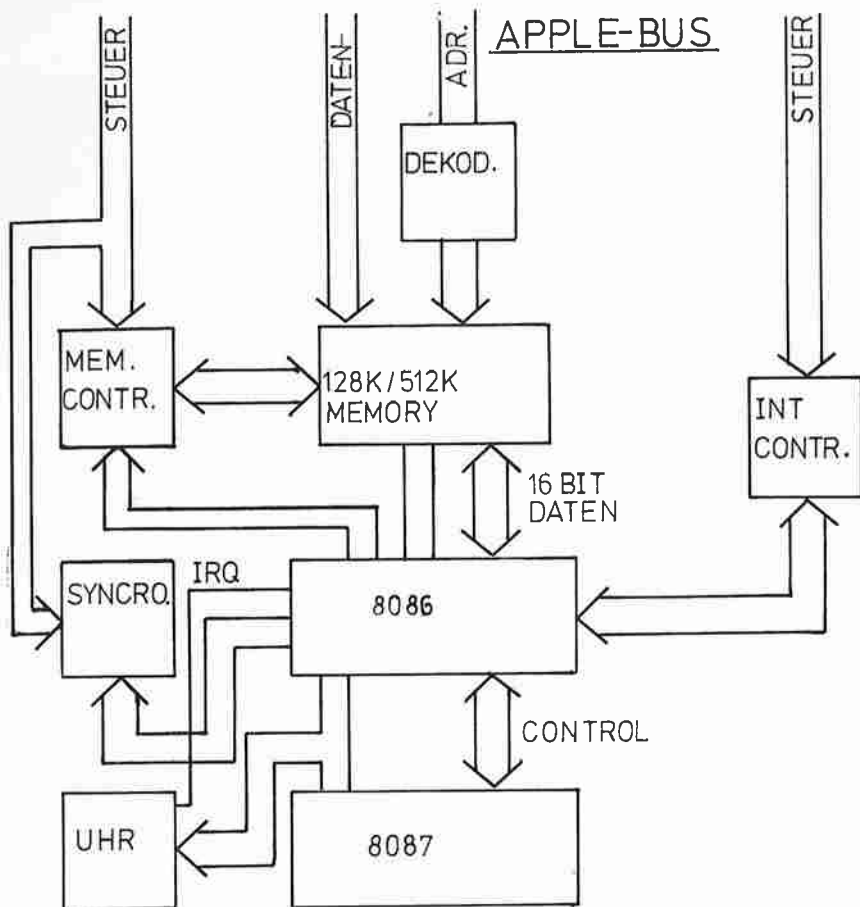 APPLE-BUS
STEUER
DATEN-
ADR.
STEUER
DEKOD.
MEM.
CONTR.
128K/512K
MEMORY
INT
CONTR.
16 BIT
DATEN
SYNCRO.
IRQ
8086
CONTROL
UHR
8087